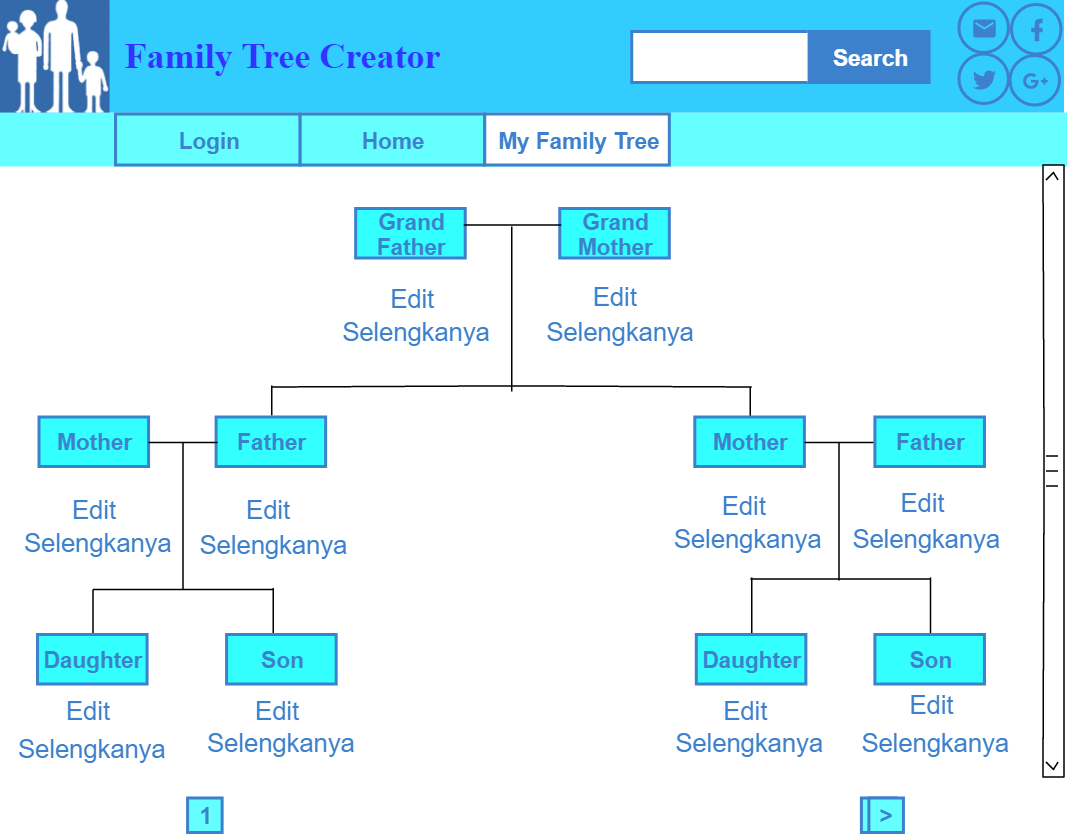 Family Tree Creator
Search
G+
Login
Home
My Family Tree
Grand
Father
Grand
Mother
Edit
Selengkanya
Edit
Selengkanya
Mother
Father
Mother
Father
Edit
Selengkanya
Edit
Selengkanya
Edit
Selengkanya
Edit
Selengkanya
Daughter
Son
Daughter
Son
Edit
Selengkanya
Edit
Selengkanya
Edit
Selengkanya
Edit
Selengkanya
1
>